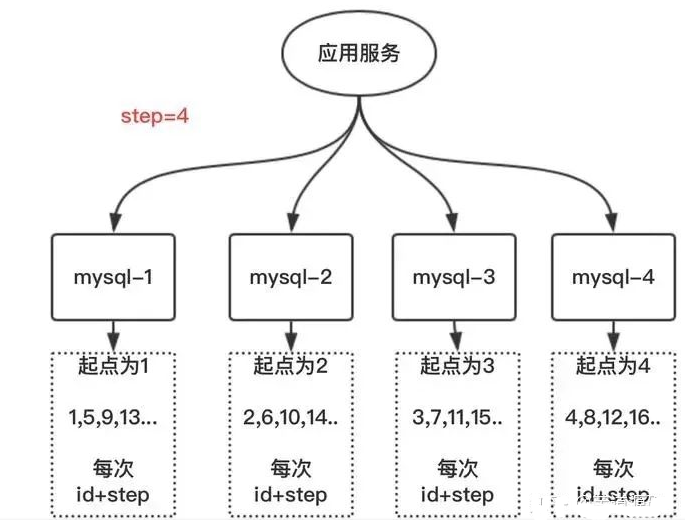 应用服务
step=4
mysql-1
mysql-2
mysql-3
mysql-4
起点为1
1,5,9,13...
每次
id+step
起点为2
2,6,10,14..
每次
id+step
起点为3
3,7,11,15..
每次
id+step
起点为4
4,8,12,16..
每次
id+step